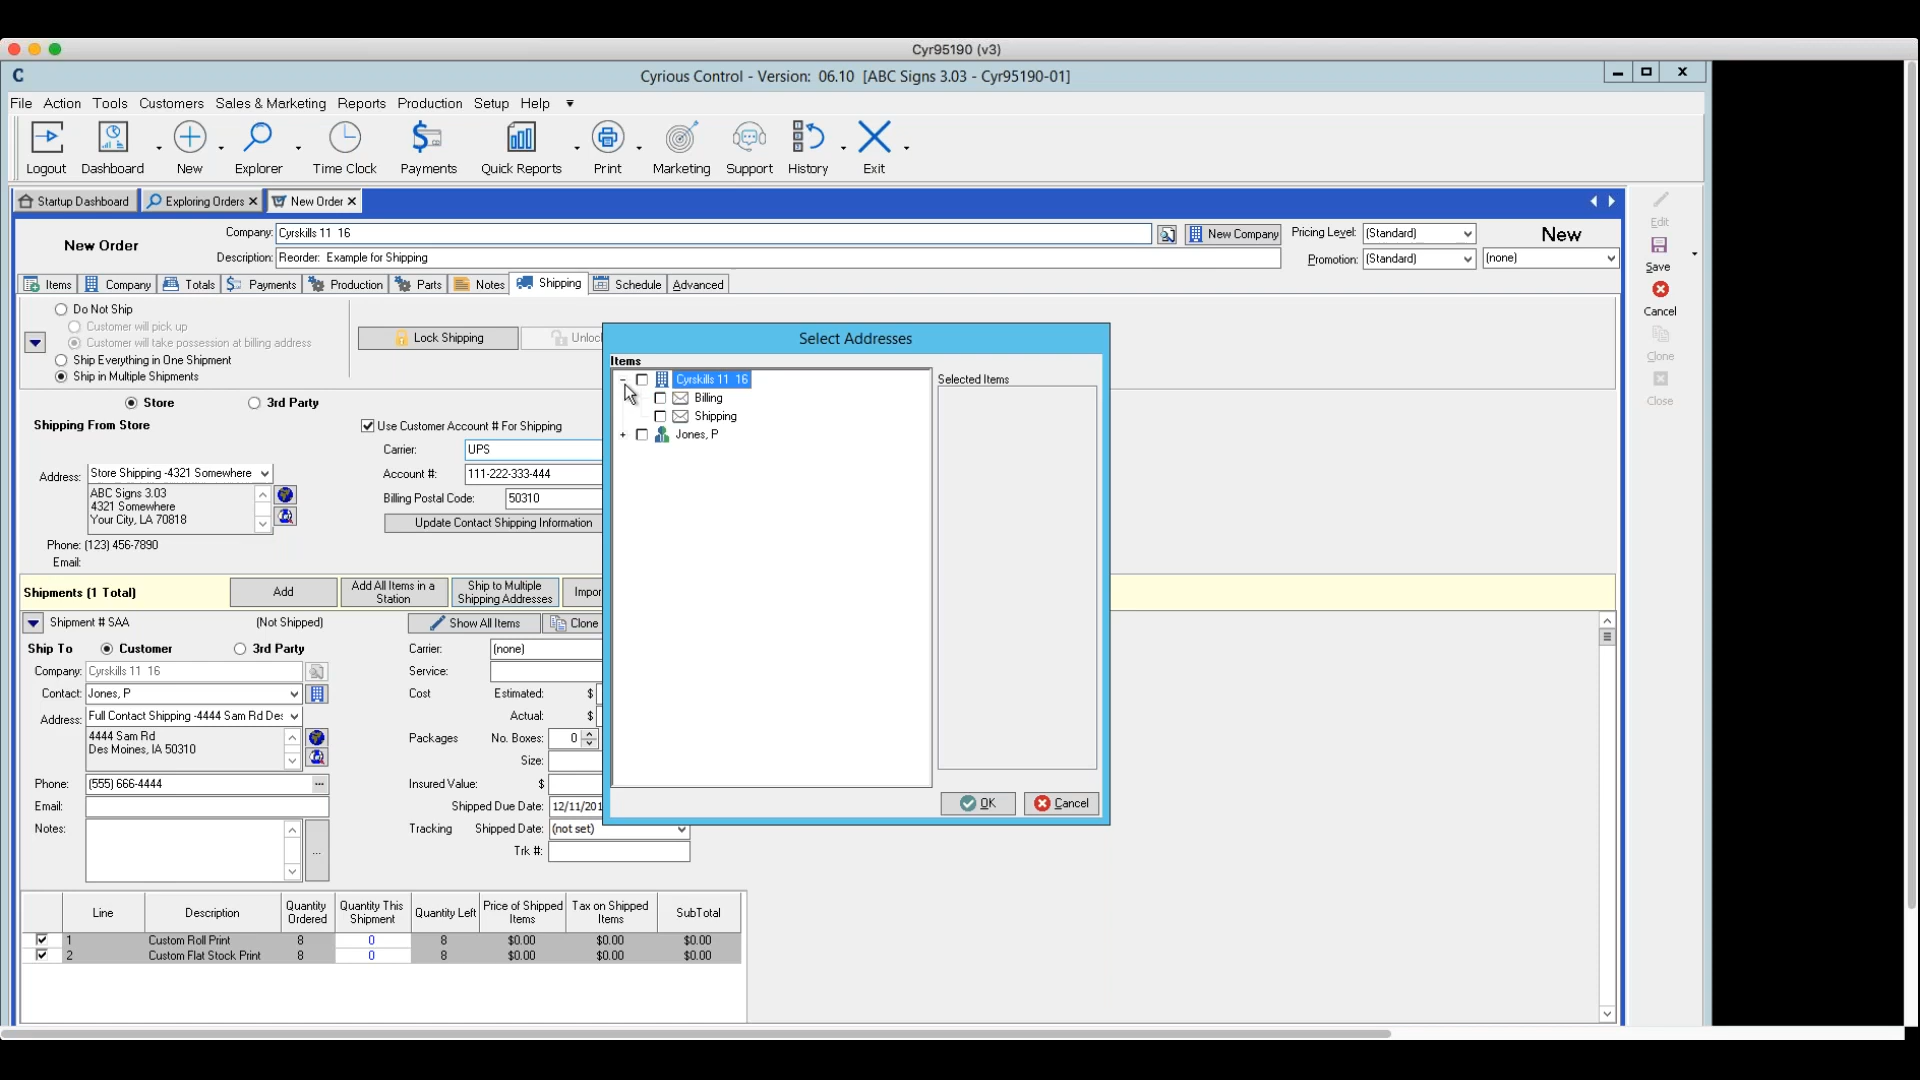 Cyr95190 (v3)
C Cyrious Control - Version: 06.10 [ABC Signs 3.03 - Cyr95190-01]
File Action Tools Customers Sales & Marketing Reports Production Setup Help
Logout Dashboard New Explorer Time Clock Payments Quick Reports Print Marketing Support History Exit
Startup Dashboard Exploring Orders New Order
New Order
Company: Cyrskills 11 16 New Company Pricing Level: (Standard) New
Description: Reorder: Example for Shipping Promotion: (Standard) (none)
Items Company Totals Payments Production Parts Notes Shipping Schedule Advanced
Do Not Ship
Customer will pick up
Customer will take possession at billing address
Ship Everything in One Shipment
Ship in Multiple Shipments
Lock Shipping Unloc
Store 3rd Party
Shipping From Store
Use Customer Account # For Shipping
Carrier: UPS
Address: Store Shipping -4321 Somewhere
Account #: 111-222-333-444
ABC Signs 3.03
4321 Somewhere
Your City, LA 70818
Billing Postal Code: 50310
Update Contact Shipping Information
Phone: (123) 456-7890
Email:
Shipments (1 Total) Add Add All Items in a Station Ship to Multiple Shipping Addresses Impor
Shipment # SAA (Not Shipped) Show All Items Clone
Ship To Customer 3rd Party
Company: Cyrskills 11 16
Contact: Jones, P
Address: Full Contact Shipping -4444 Sam Rd Des
4444 Sam Rd
Des Moines, IA 50310
Phone: (555) 666-4444 ...
Email:
Notes: ...
Carrier: (none)
Service:
Cost Estimated: $
Actual: $
Packages No. Boxes: 0
Size:
Insured Value: $
Shipped Due Date: 12/11/201
Tracking Shipped Date: (not set)
Trk #:
Line Description Quantity Ordered Quantity This Shipment Quantity Left Price of Shipped Items Tax on Shipped Items SubTotal
1 Custom Roll Print 8 0 8 $0.00 $0.00 $0.00
2 Custom Flat Stock Print 8 0 8 $0.00 $0.00 $0.00
Select Addresses
Items
Cyrskills 11 16
Billing
Shipping
Jones, P
Selected Items
OK Cancel
Edit
Save
Cancel
Clone
Close